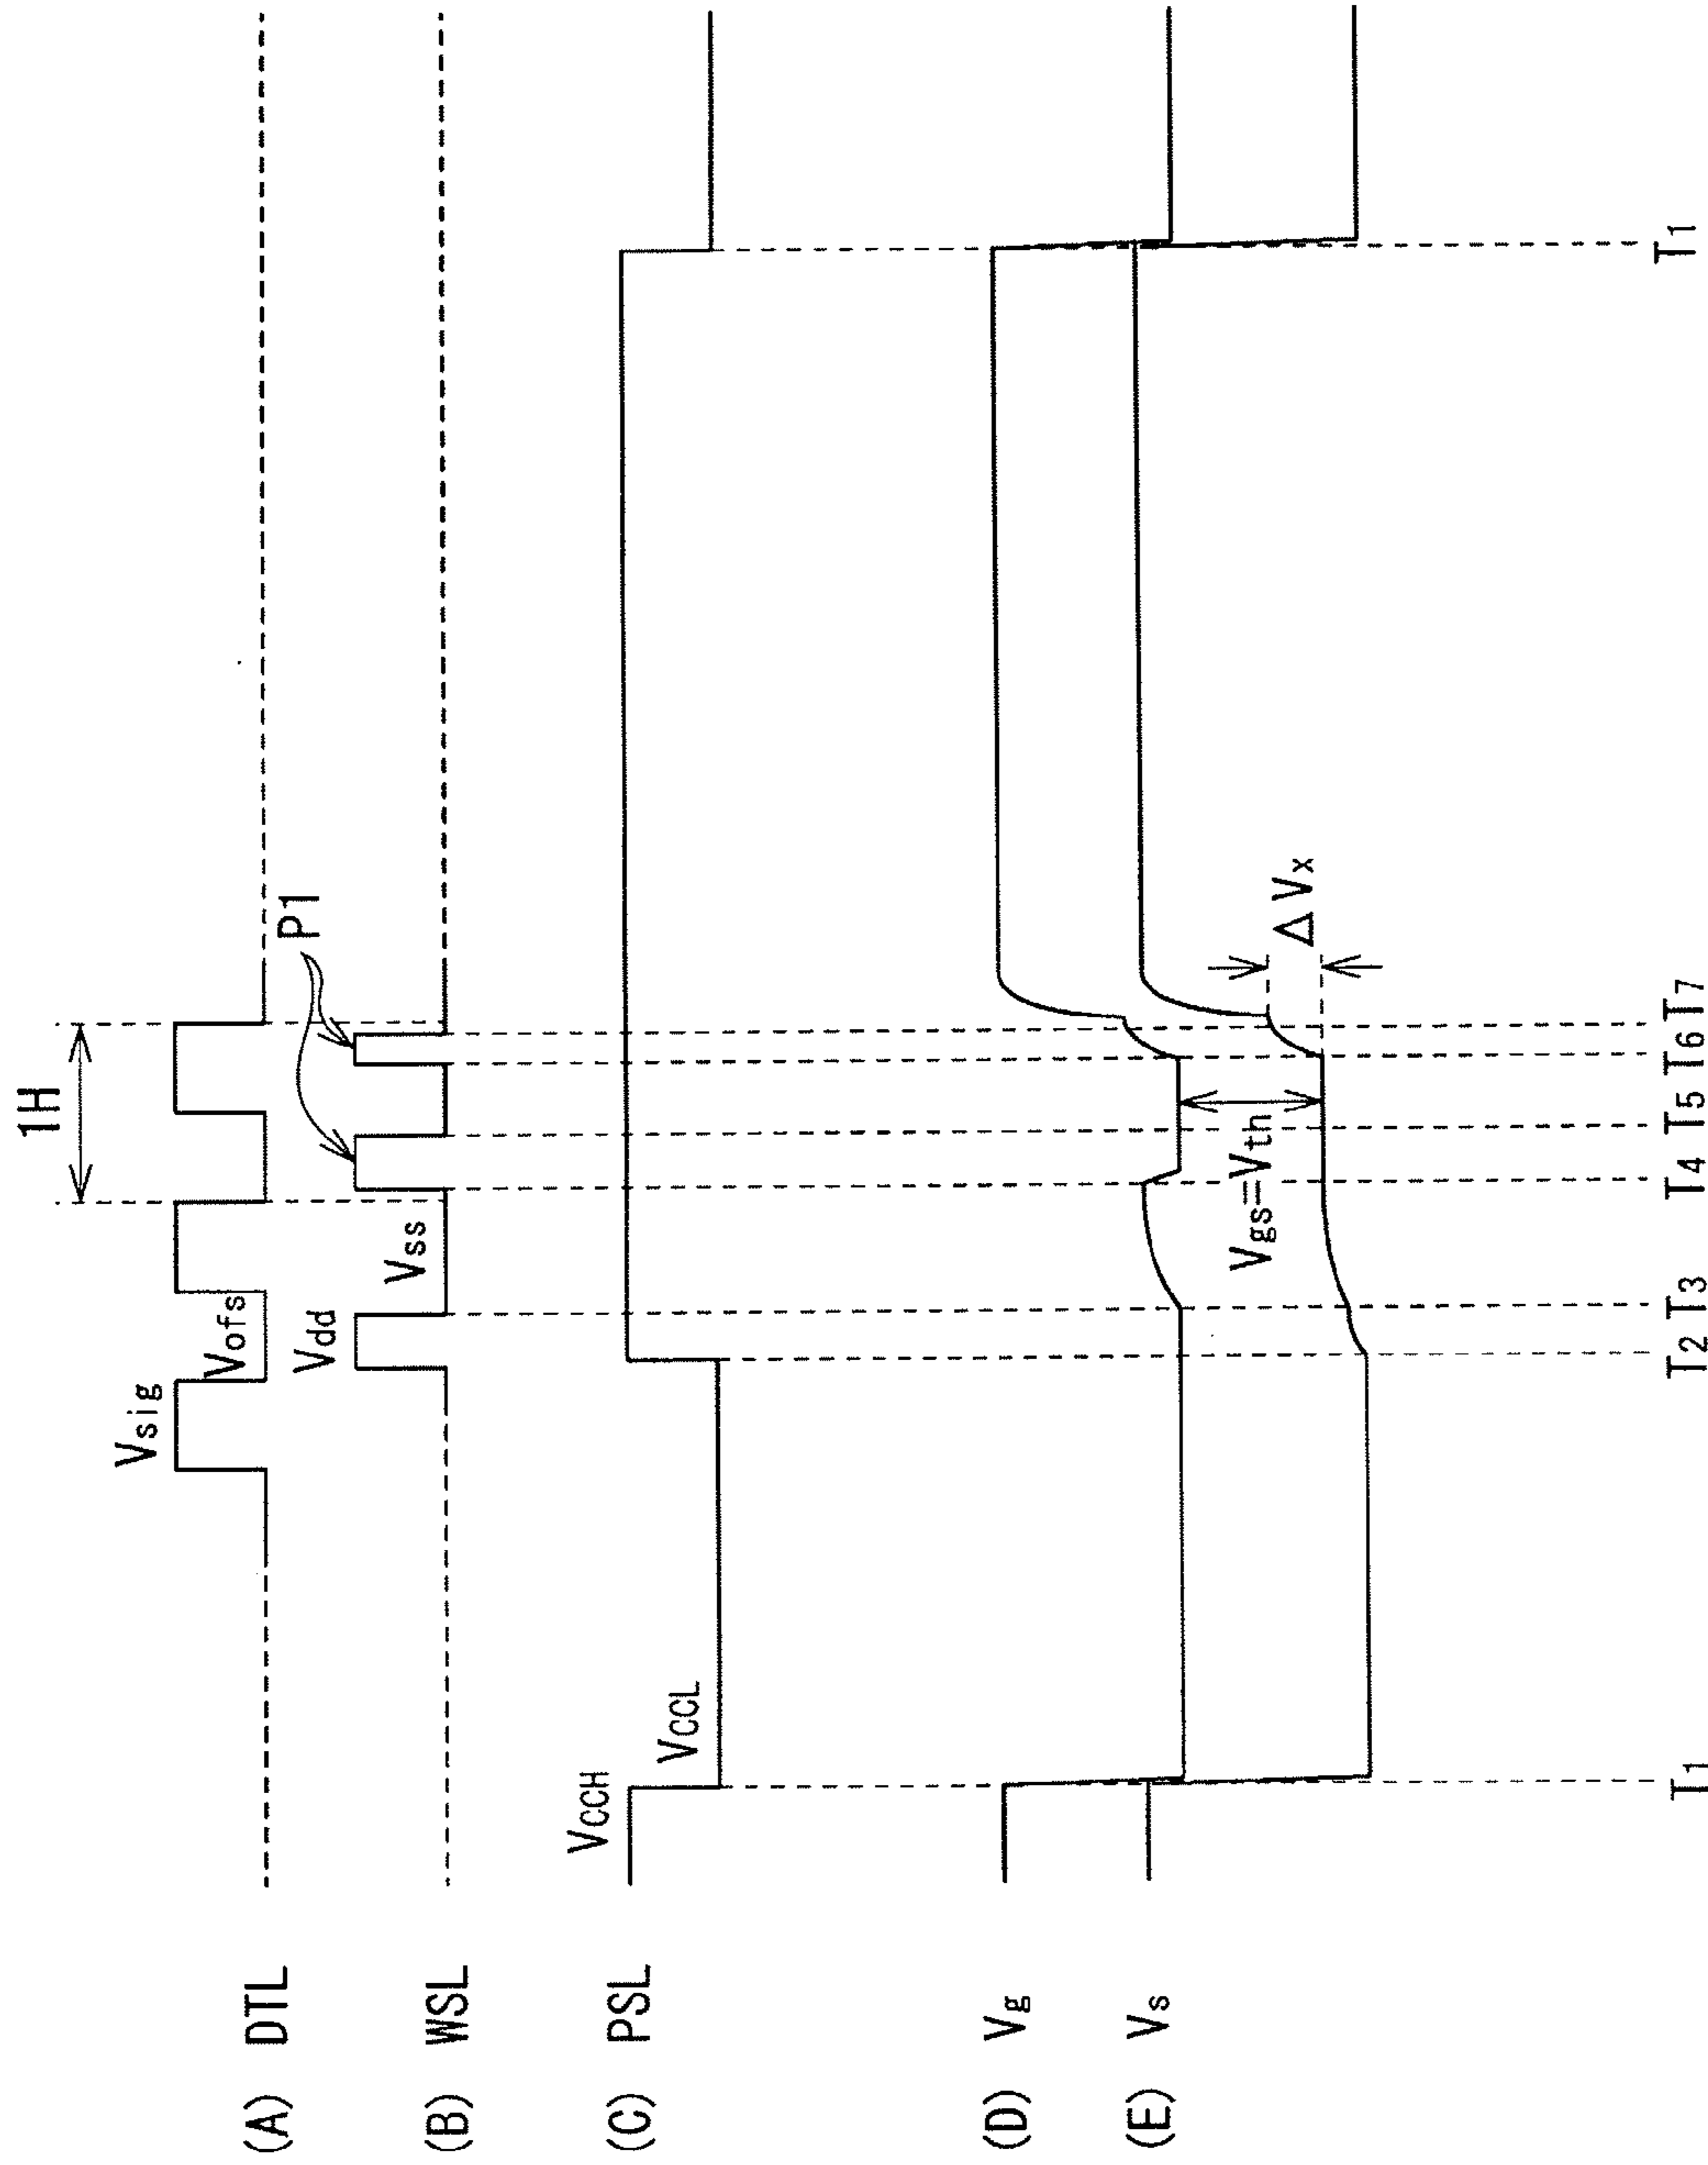 1H
(A) DTL
Vsig
Vofs
P1
(B) WSL
Vdd
Vss
(C) PSL
VCCH
VCCL
(D) Vg
(E) Vs
Vgs=Vth
ΔVx
T1
T2
T3
T4
T5
T6
T7
T1